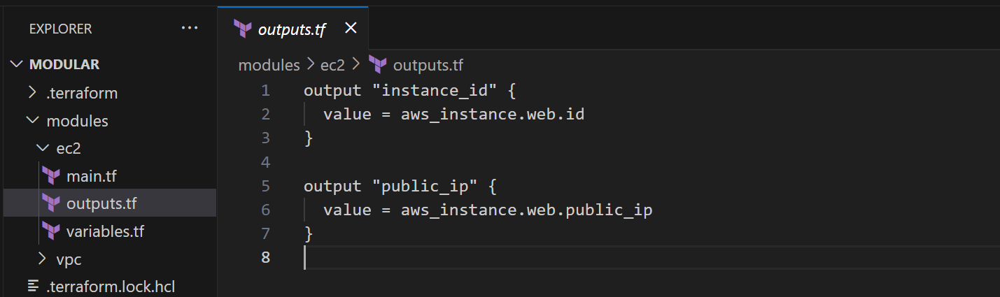 EXPLORER
MODULAR
.terraform
modules
ec2
main.tf
outputs.tf
variables.tf
vpc
.terraform.lock.hcl
outputs.tf
modules > ec2 > outputs.tf
1 output "instance_id" {
2 value = aws_instance.web.id
3 }
4
5 output "public_ip" {
6 value = aws_instance.web.public_ip
7 }
8